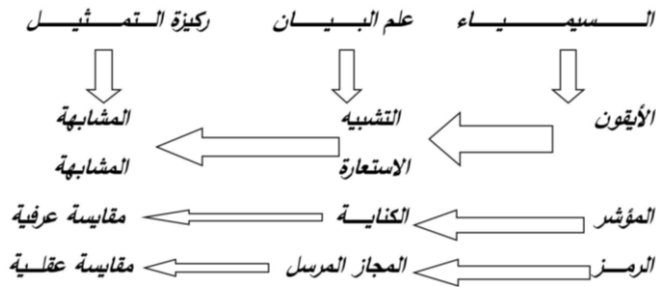 السيمياء علم البيان ركيزة التمثيل
الأيقون التشبيه المشابهة
الاستعارة المشابهة
المؤشر الكناية مقايسة عرفية
الرمز المجاز المرسل مقايسة عقلية